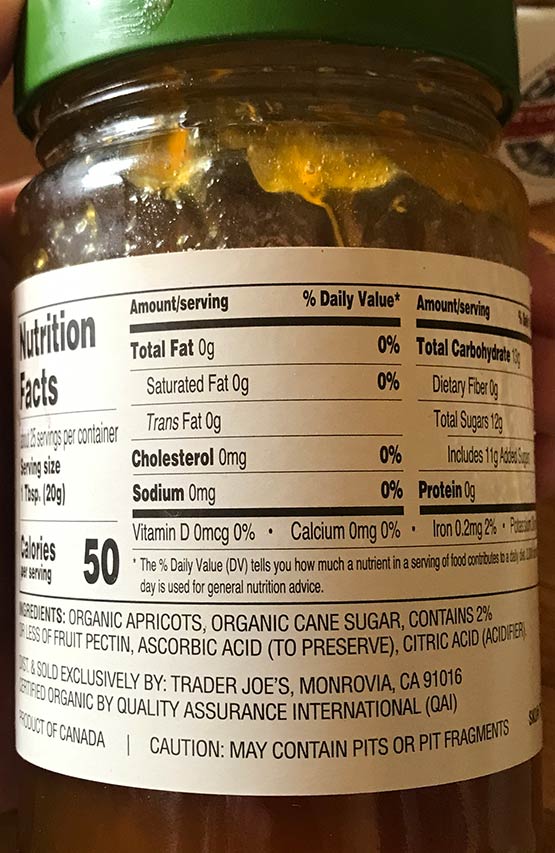 Nutrition
Facts
about 25 servings per container
Serving size
1 Tbsp. (20g)
Calories
per serving
50
Amount/serving % Daily Value*
Total Fat 0g 0%
Saturated Fat 0g 0%
Trans Fat 0g
Cholesterol 0mg 0%
Sodium 0mg 0%
Amount/serving %
Total Carbohydrate 13g
Dietary Fiber 0g
Total Sugars 12g
Includes 11g Added Sugars
Protein 0g
Vitamin D 0mcg 0% • Calcium 0mg 0% • Iron 0.2mg 2% • Potassium
* The % Daily Value (DV) tells you how much a nutrient in a serving of food contributes to a daily diet.
day is used for general nutrition advice.
INGREDIENTS: ORGANIC APRICOTS, ORGANIC CANE SUGAR, CONTAINS 2%
OR LESS OF FRUIT PECTIN, ASCORBIC ACID (TO PRESERVE), CITRIC ACID (ACIDIFIER).
DIST. & SOLD EXCLUSIVELY BY: TRADER JOE'S, MONROVIA, CA 91016
CERTIFIED ORGANIC BY QUALITY ASSURANCE INTERNATIONAL (QAI)
PRODUCT OF CANADA | CAUTION: MAY CONTAIN PITS OR PIT FRAGMENTS